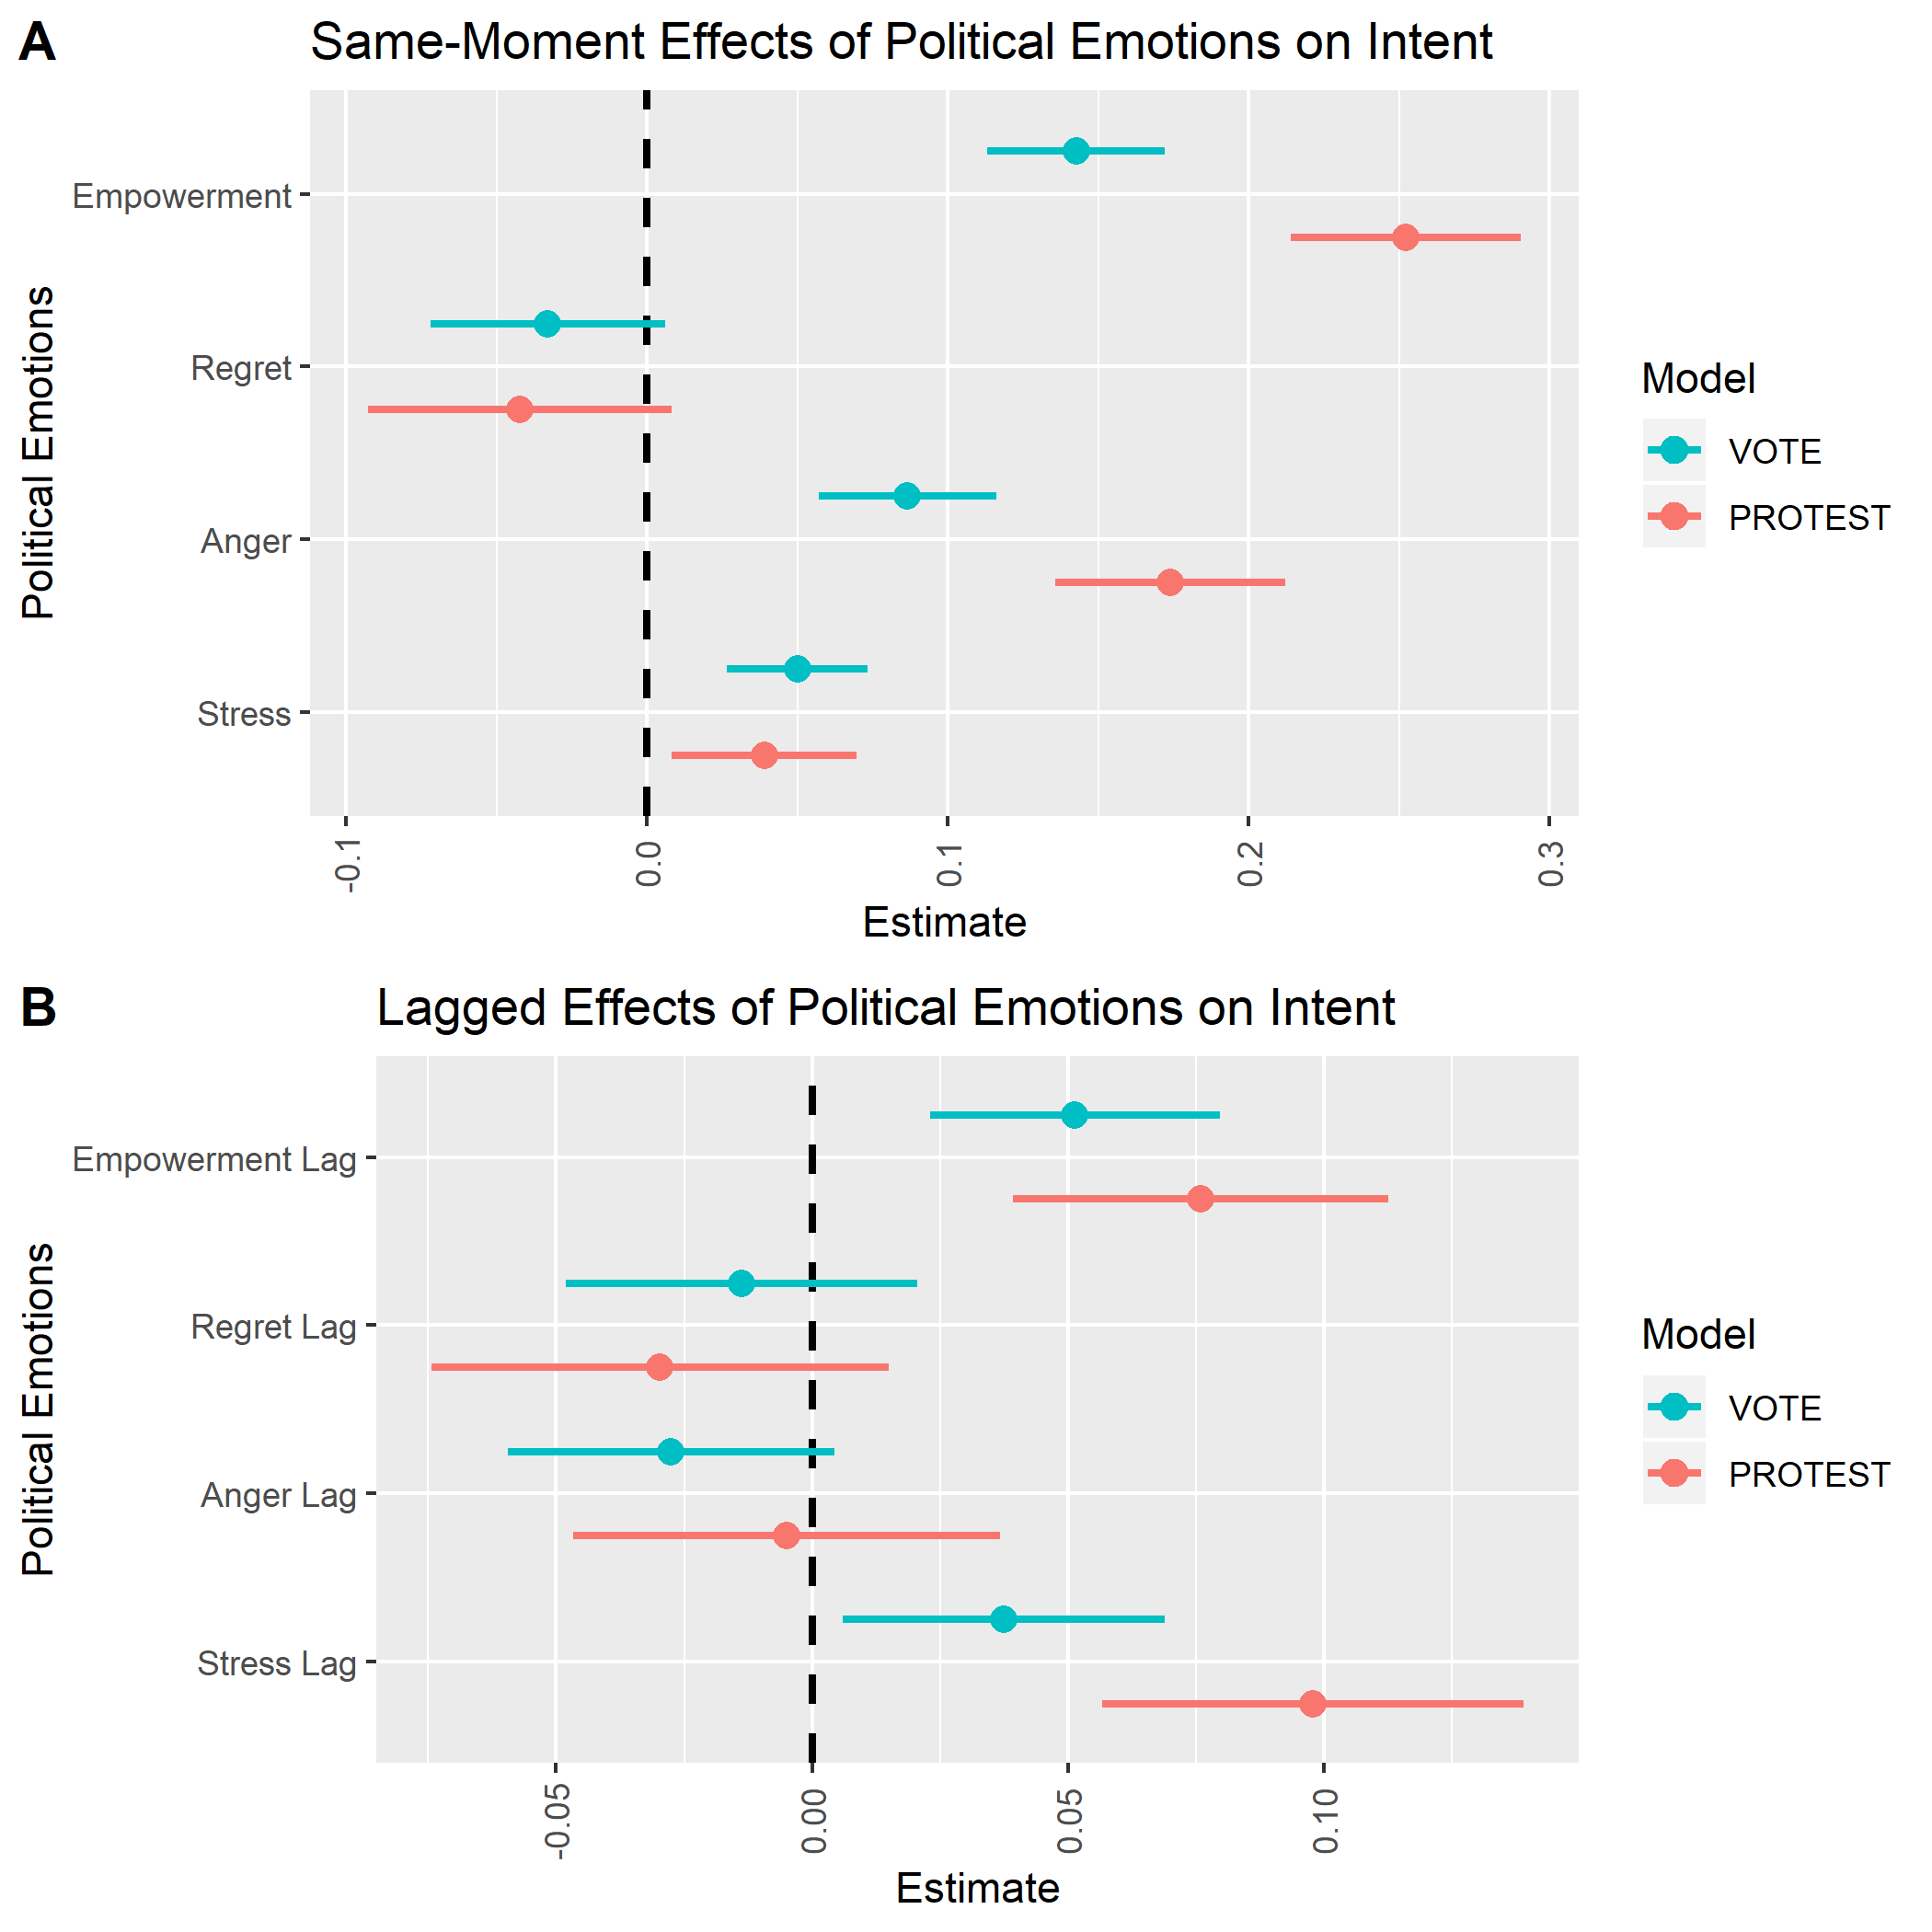 A
Same-Moment Effects of Political Emotions on Intent
Political Emotions
Empowerment
Regret
Anger
Stress
-0.1
0.0
0.1
0.2
0.3
Estimate
Model
VOTE
PROTEST
B
Lagged Effects of Political Emotions on Intent
Political Emotions
Empowerment Lag
Regret Lag
Anger Lag
Stress Lag
-0.05
0.00
0.05
0.10
Estimate
Model
VOTE
PROTEST